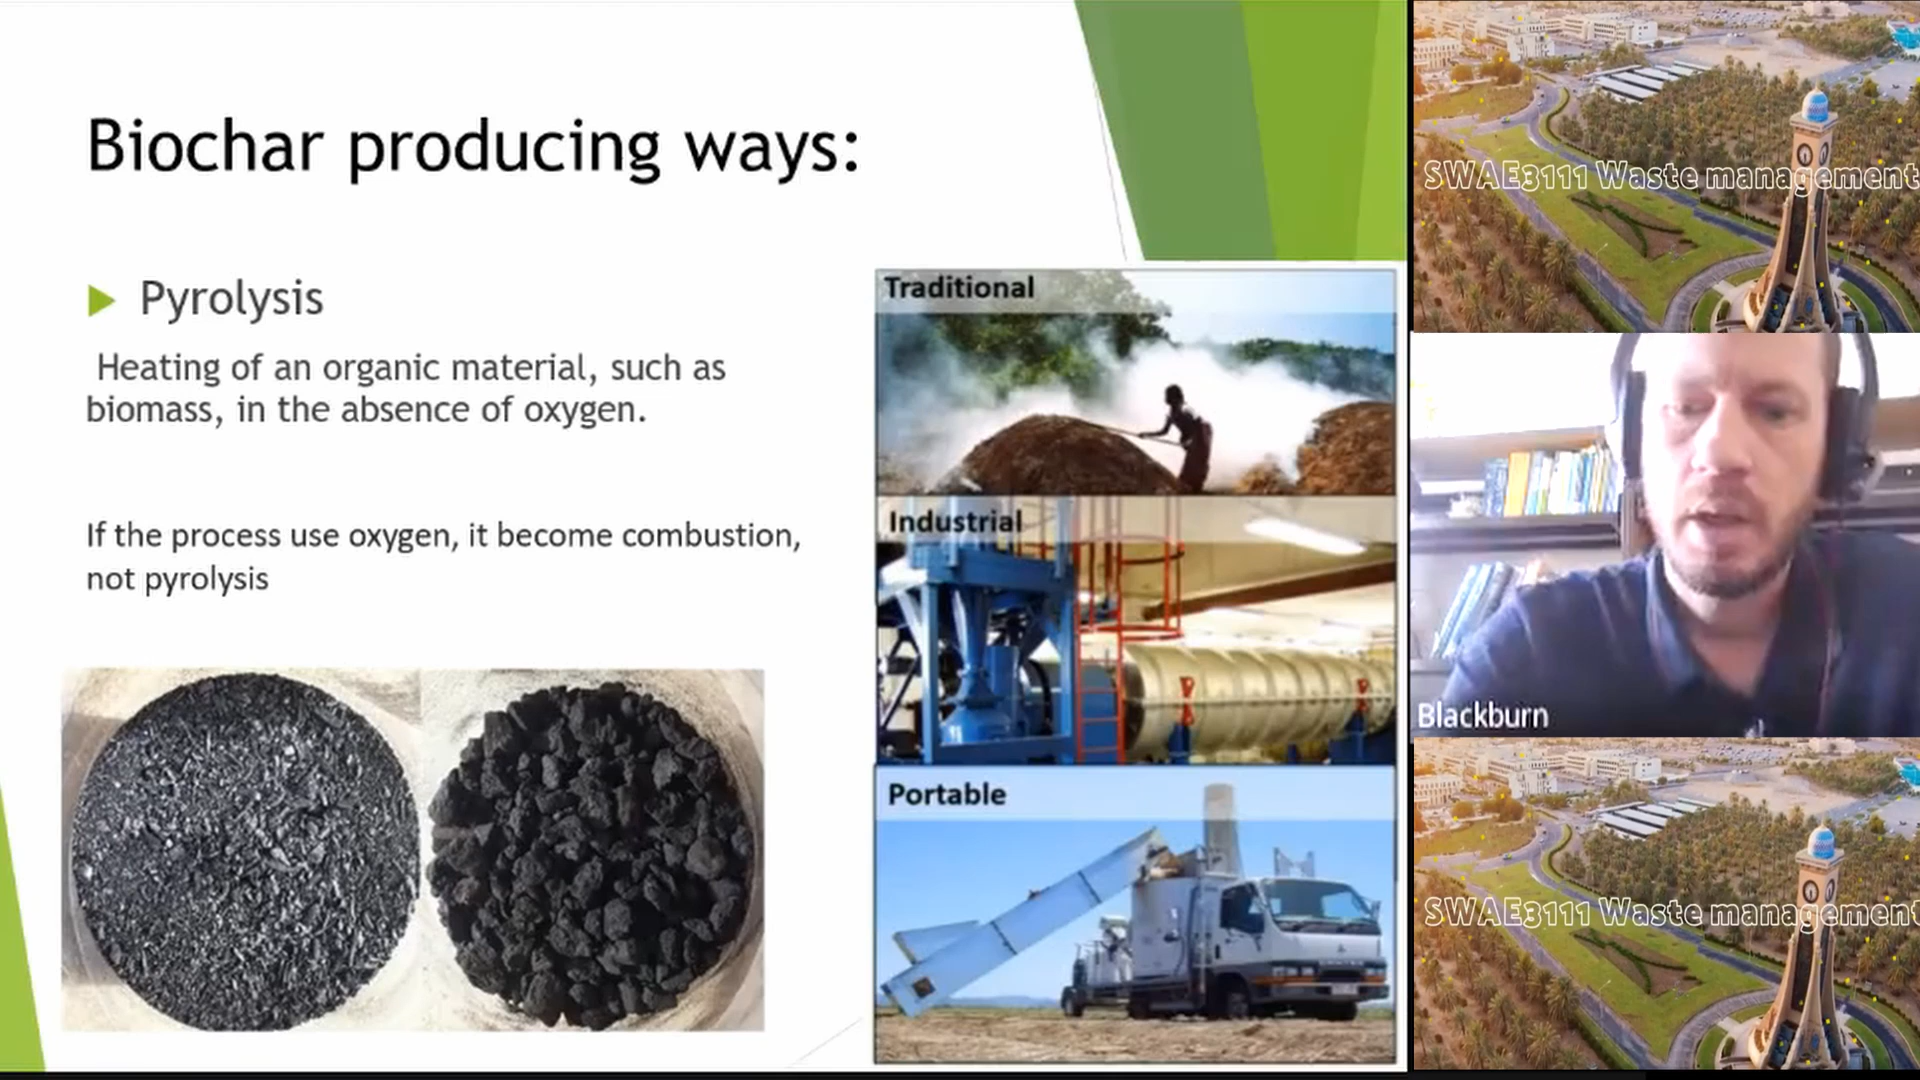 Biochar producing ways:
Pyrolysis
Heating of an organic material, such as
biomass, in the absence of oxygen.
If the process use oxygen, it become combustion,
not pyrolysis
Traditional
Industrial
Portable
SWAE3111 Waste management
Blackburn
SWAE3111 Waste management